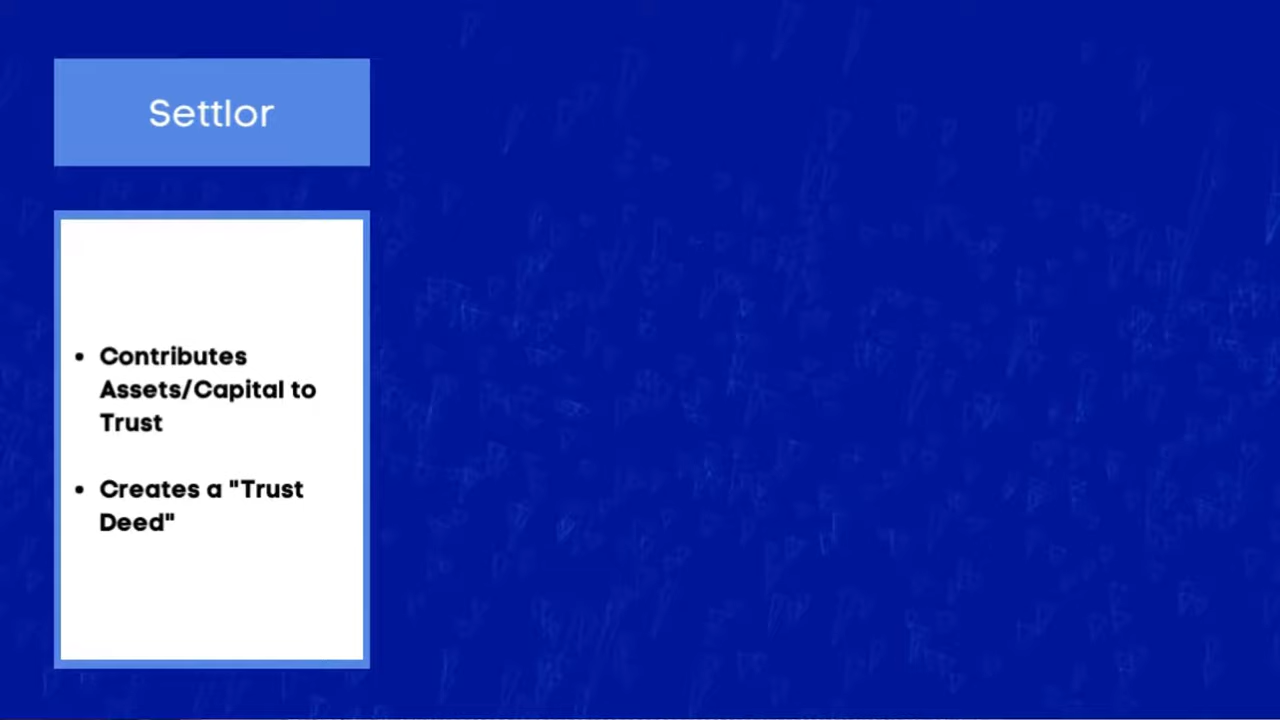 Settlor
• Contributes
Assets/Capital to
Trust
• Creates a "Trust
Deed"